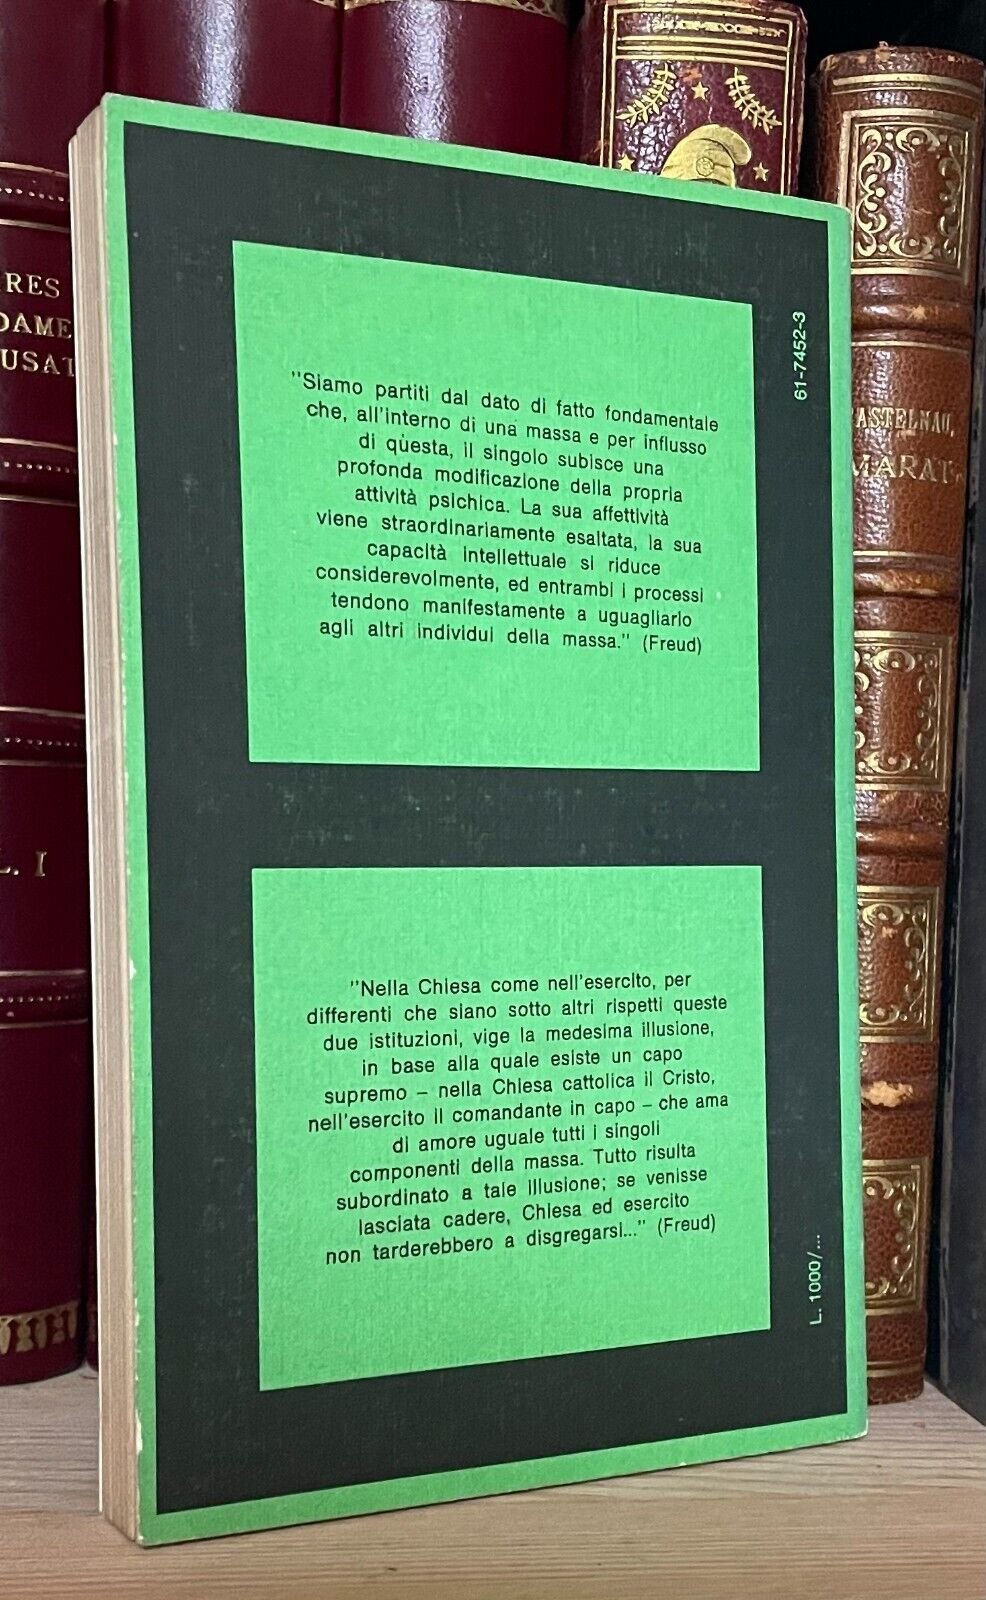 RES
DAME
USAT
L. I
"Siamo partiti dal dato di fatto fondamentale
che, all'interno di una massa e per influsso
di questa, il singolo subisce una
profonda modificazione della propria
attività psichica. La sua affettività
viene straordinariamente esaltata, la sua
capacità intellettuale si riduce
considerevolmente, ed entrambi i processi
tendono manifestamente a uguagliarlo
agli altri individui della massa." (Freud)
"Nella Chiesa come nell'esercito, per
differenti che siano sotto altri rispetti queste
due istituzioni, vige la medesima illusione,
in base alla quale esiste un capo
supremo – nella Chiesa cattolica il Cristo,
nell'esercito il comandante in capo – che ama
di amore uguale tutti i singoli
componenti della massa. Tutto risulta
subordinato a tale illusione; se venisse
lasciata cadere, Chiesa ed esercito
non tarderebbero a disgregarsi..." (Freud)
61-7452-3
L. 1000/...
ASTELNAU,
MARAT